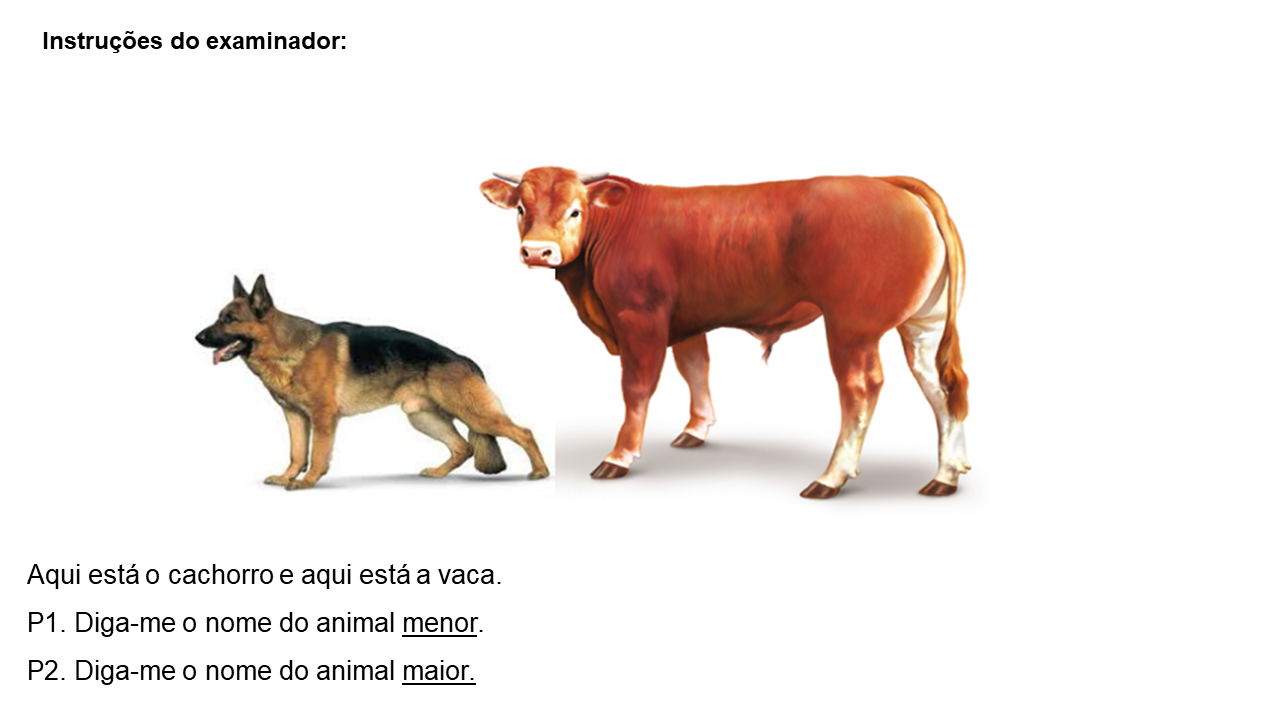 Instruções do examinador:
Aqui está o cachorro e aqui está a vaca.
P1. Diga-me o nome do animal menor.
P2. Diga-me o nome do animal maior.